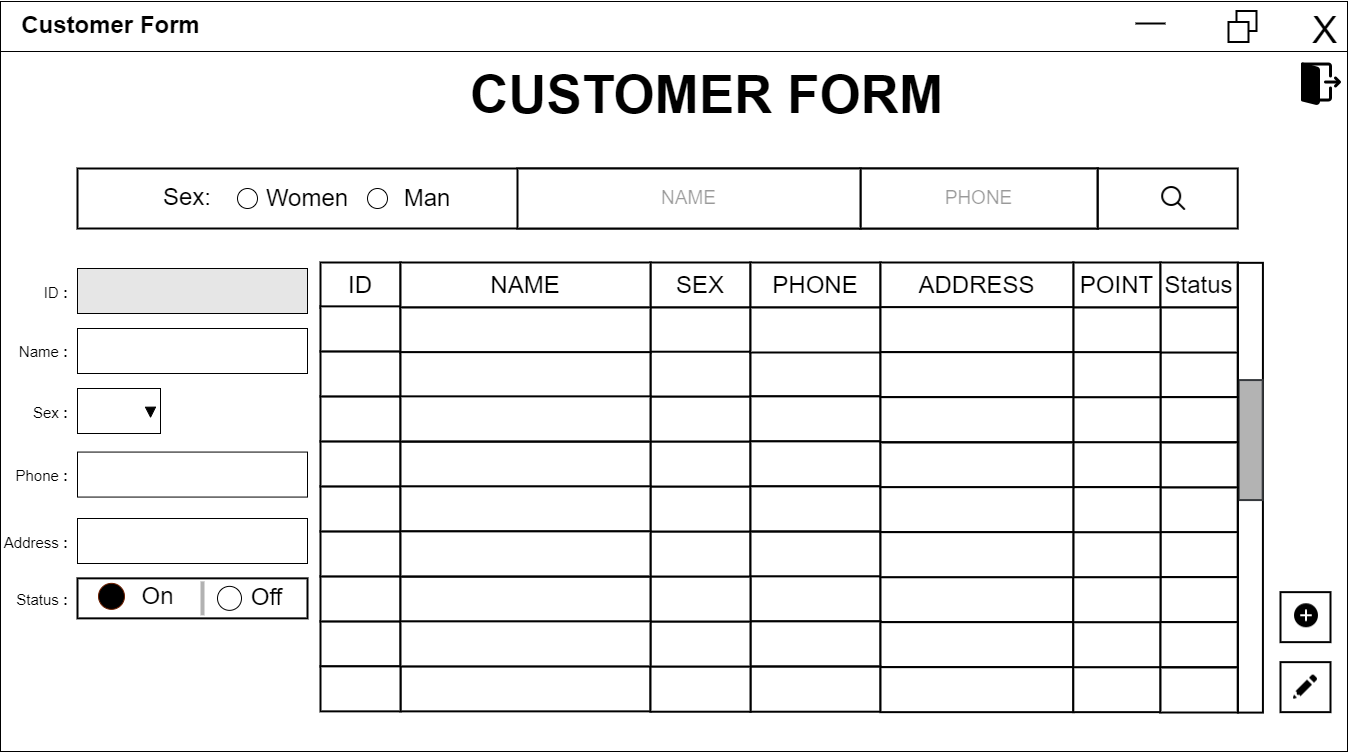 Customer Form
X
CUSTOMER FORM
Sex: Women Man NAME PHONE
ID NAME SEX PHONE ADDRESS POINT Status
ID :
Name :
Sex :
Phone :
Address :
Status : On Off